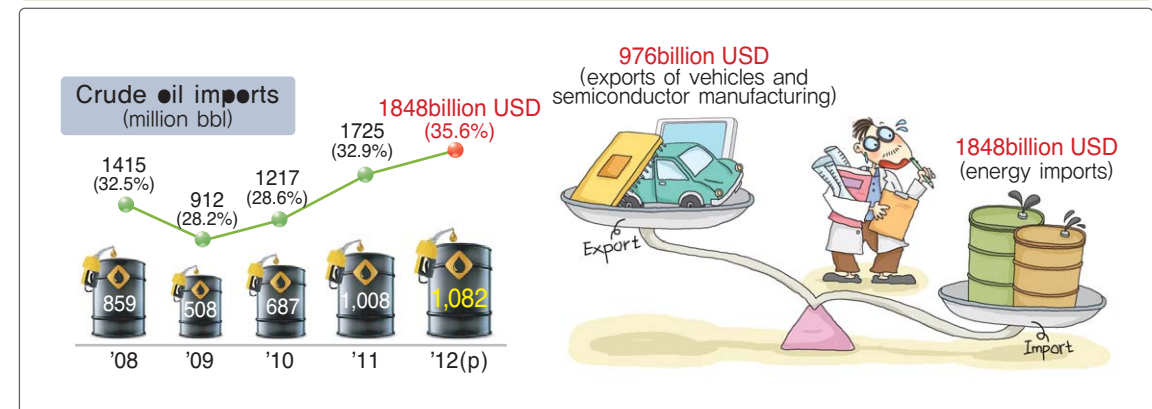 Crude oil imports
(million bbl)
1415
(32.5%)
912
(28.2%)
1217
(28.6%)
1725
(32.9%)
1848billion USD
(35.6%)
859
508
687
1,008
1,082
'08
'09
'10
'11
'12(p)
976billion USD
(exports of vehicles and
semiconductor manufacturing)
1848billion USD
(energy imports)
Export
Import